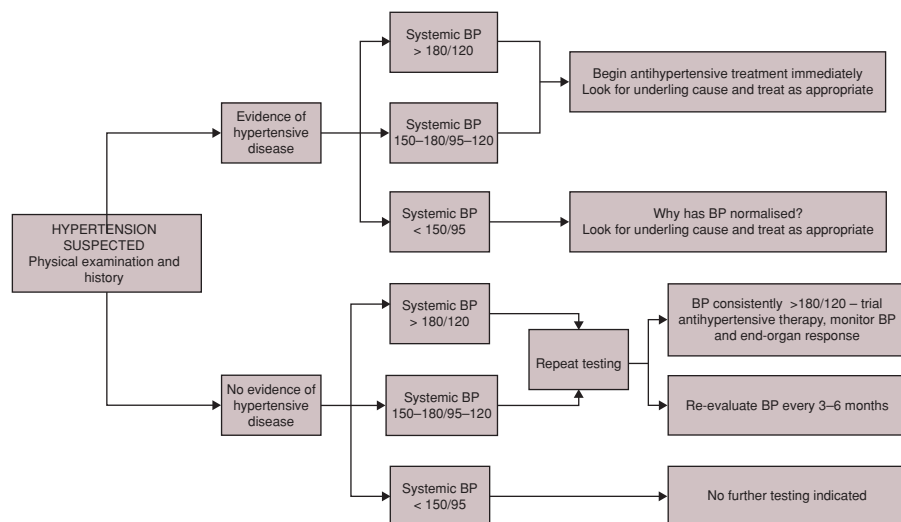 HYPERTENSION
SUSPECTED
Physical examination and
history
Evidence of
hypertensive
disease
Systemic BP
> 180/120
Systemic BP
150–180/95–120
Begin antihypertensive treatment immediately
Look for underling cause and treat as appropriate
Systemic BP
< 150/95
Why has BP normalised?
Look for underling cause and treat as appropriate
No evidence of
hypertensive
disease
Systemic BP
> 180/120
Systemic BP
150–180/95–120
Repeat testing
BP consistently >180/120 – trial
antihypertensive therapy, monitor BP
and end-organ response
Re-evaluate BP every 3–6 months
Systemic BP
< 150/95
No further testing indicated